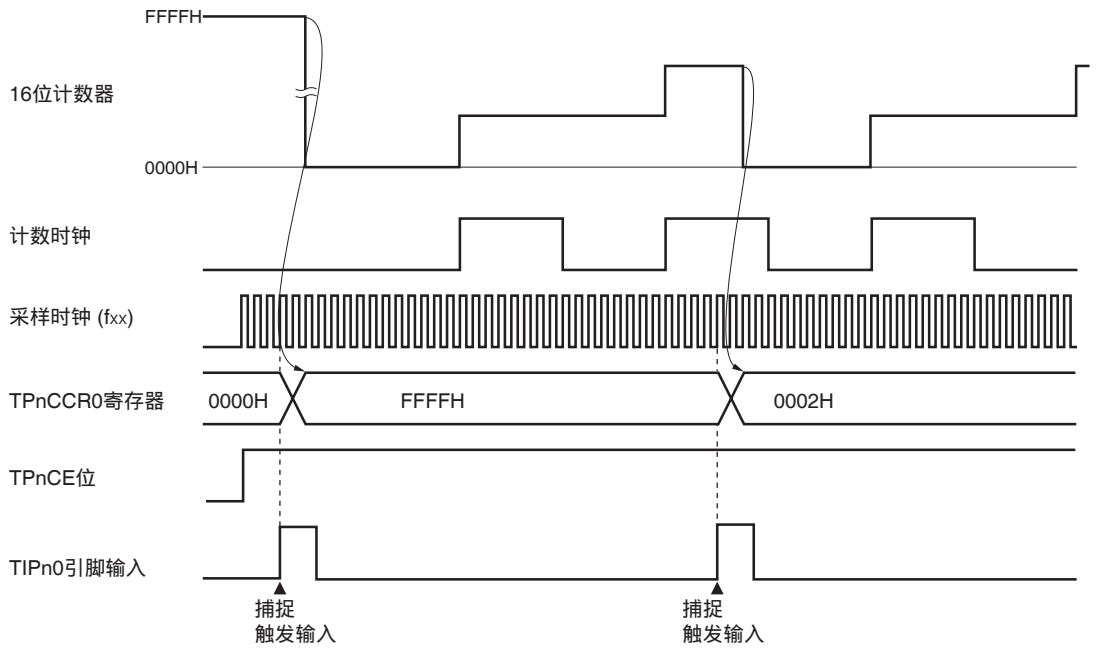 FFFFH
16位计数器
0000H
计数时钟
采样时钟 (fxx)
TPnCCR0寄存器 0000H FFFFH 0002H
TPnCE位
TIPn0引脚输入
捕捉
触发输入
捕捉
触发输入